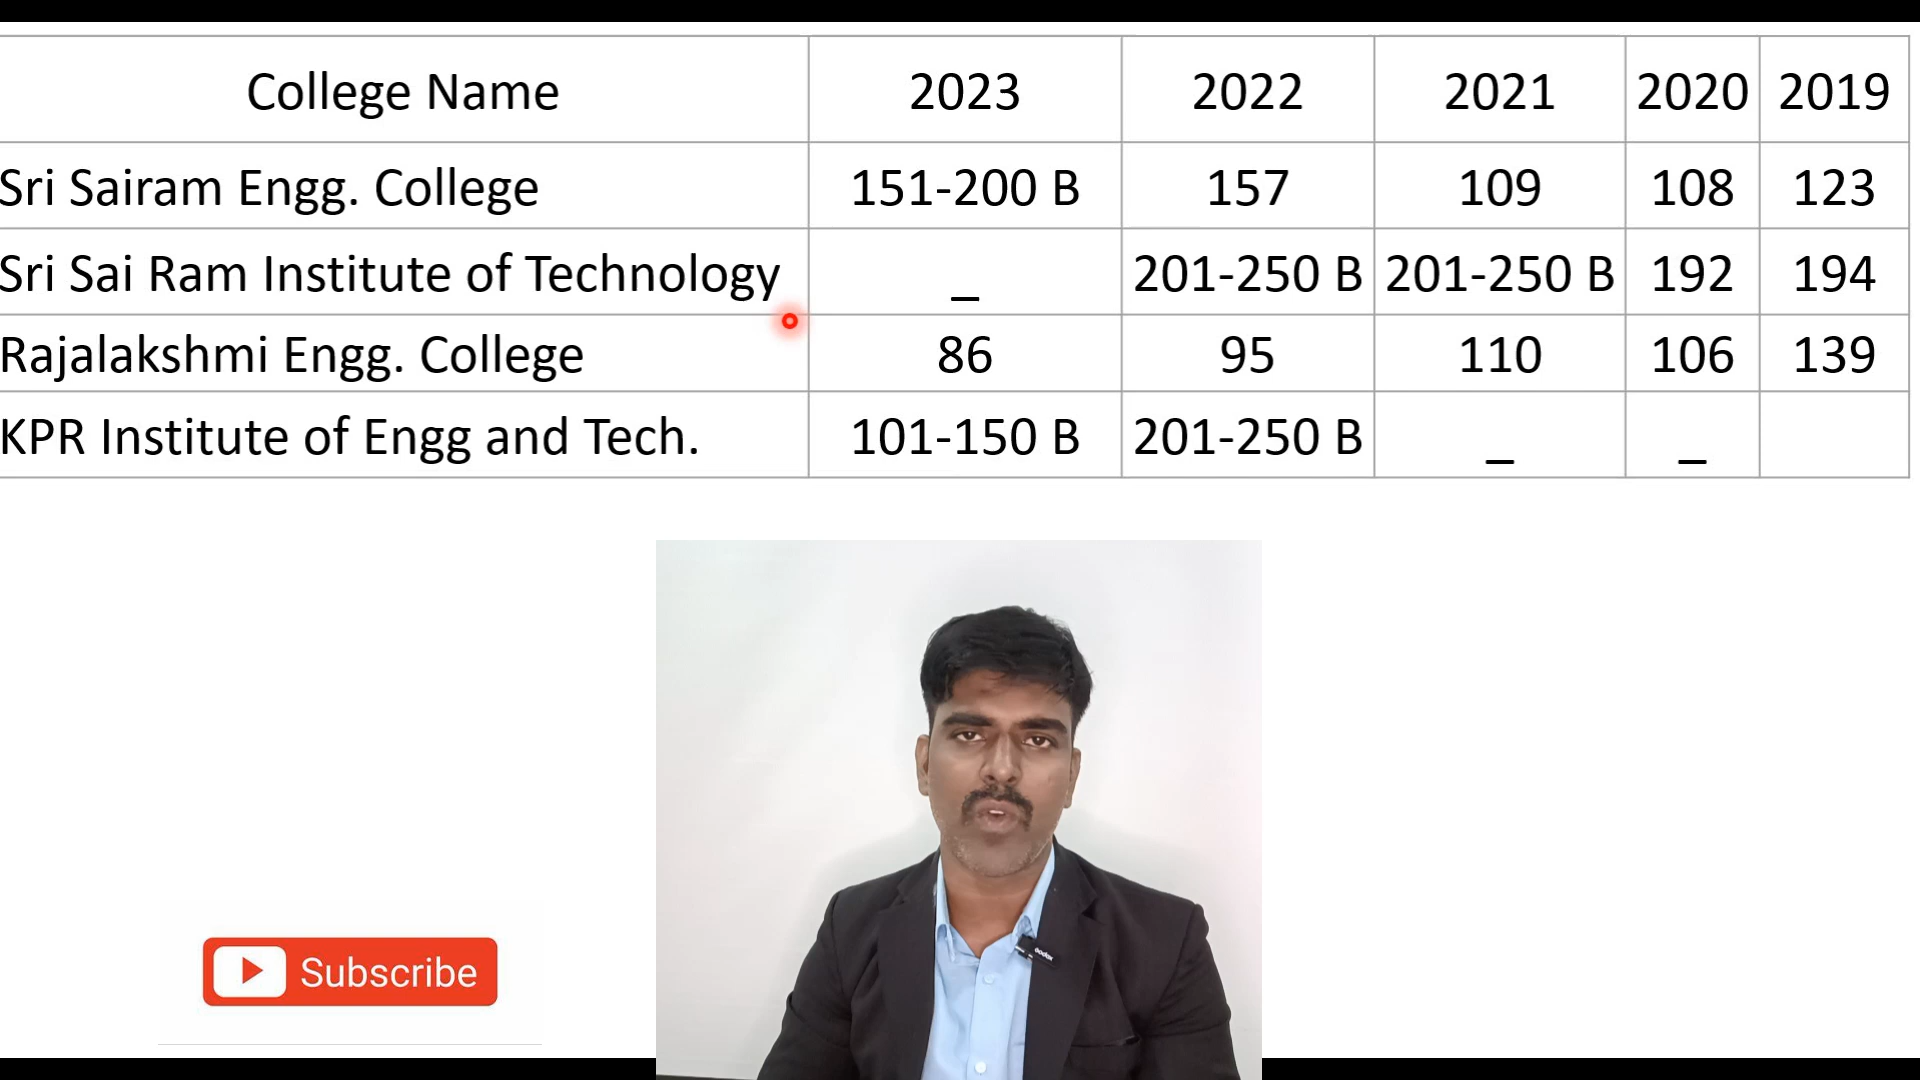 College Name 2023 2022 2021 2020 2019
Sri Sairam Engg. College 151-200 B 157 109 108 123
Sri Sai Ram Institute of Technology _ 201-250 B 201-250 B 192 194
Rajalakshmi Engg. College 86 95 110 106 139
KPR Institute of Engg and Tech. 101-150 B 201-250 B _ _
Subscribe